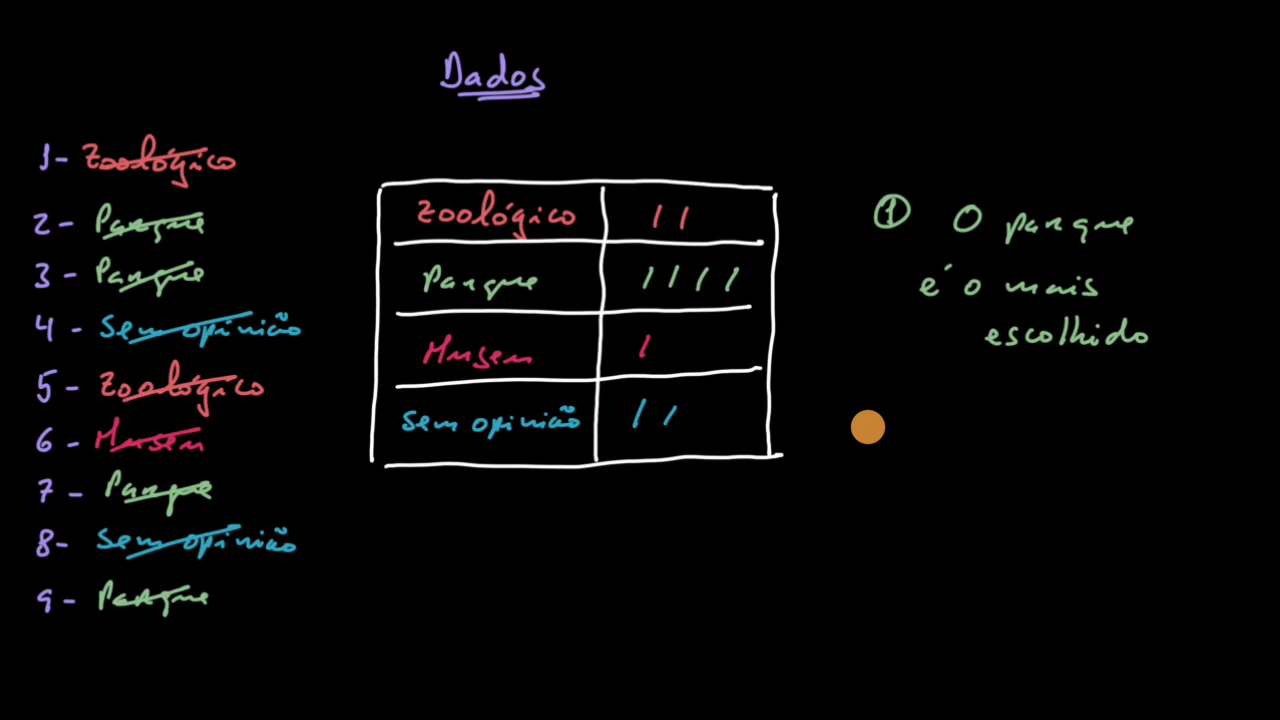 Dados
1- Zoológico
2- Parque
3- Parque
4- Sem opinião
5- Zoológico
6- Museu
7- Parque
8- Sem opinião
9- Parque
Zoológico | | |
Parque | | | | |
Museu | |
Sem opinião | | |
① O parque
é o mais
escolhido